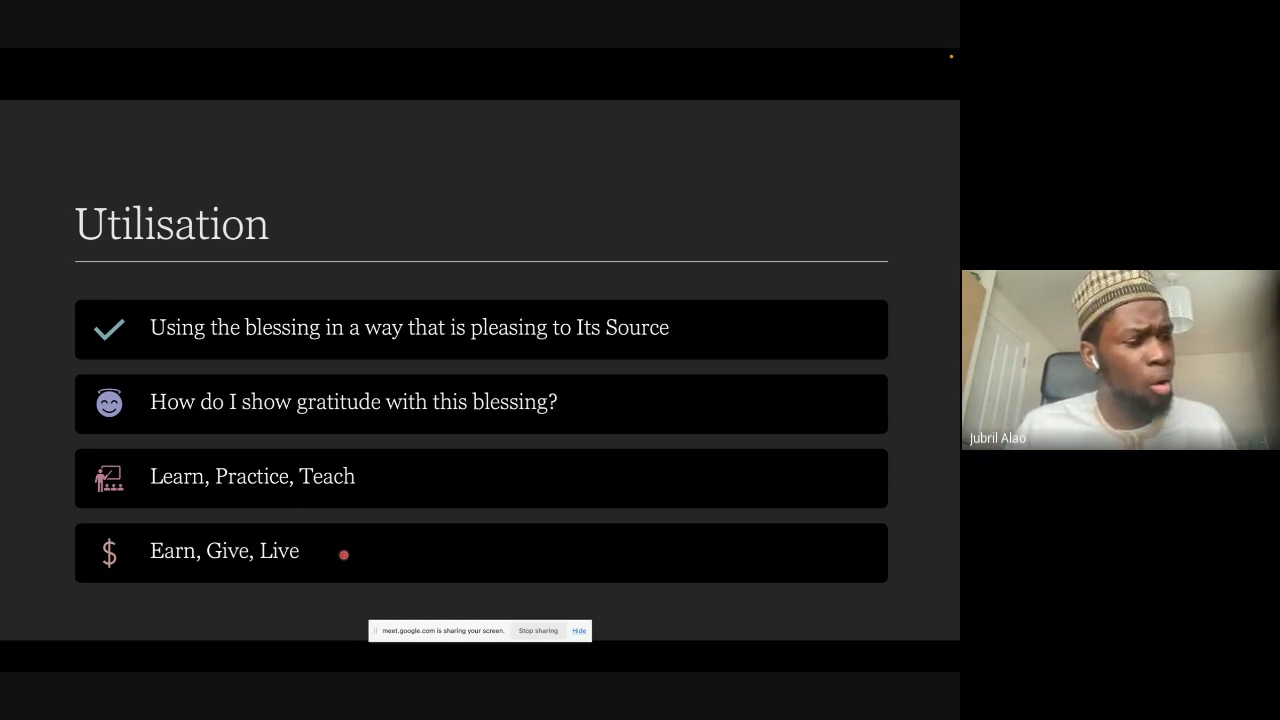 Utilisation
Using the blessing in a way that is pleasing to Its Source
How do I show gratitude with this blessing?
Learn, Practice, Teach
$ Earn, Give, Live
meet.google.com is sharing your screen. Stop sharing Hide
Jubril Alao